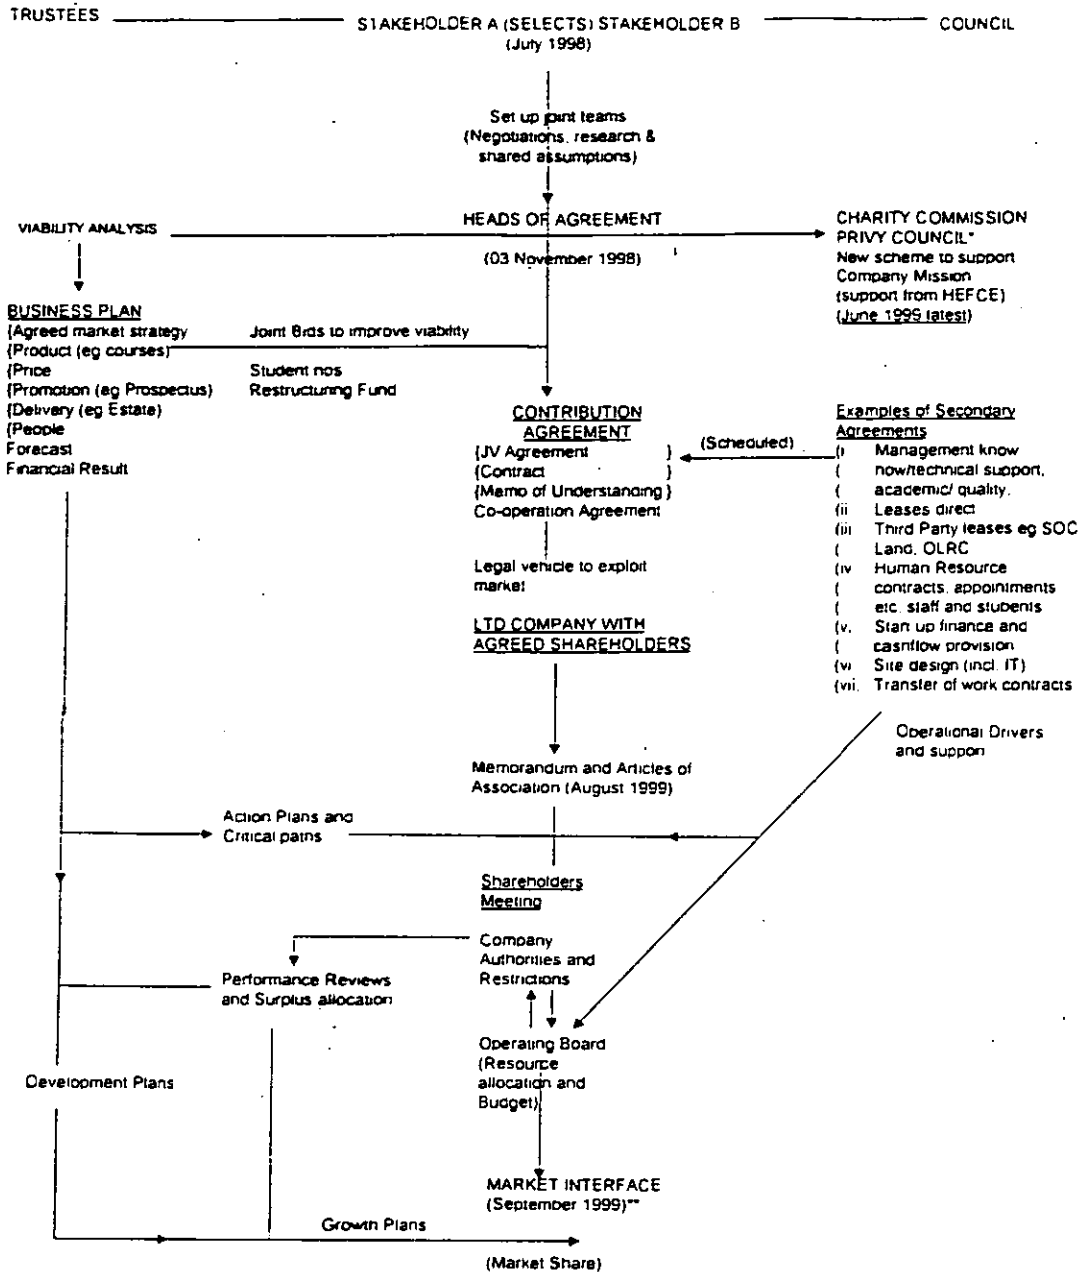 TRUSTEES
STAKEHOLDER A (SELECTS) STAKEHOLDER B
COUNCIL
(July 1998)
Set up joint teams
(Negotiations, research &
shared assumptions)
HEADS OF AGREEMENT
VIABILITY ANALYSIS
(03 November 1998)
CHARITY COMMISSION
PRIVY COUNCIL*
New scheme to support
Company Mission
(support from HEFCE)
(June 1999 latest)
BUSINESS PLAN
{Agreed market strategy
{Product (eg courses)
{Price
{Promotion (eg Prospectus)
{Delivery (eg Estate)
{People
Forecast
Financial Result
Joint Bids to improve viability
Student nos
Restructuring Fund
CONTRIBUTION
AGREEMENT
{JV Agreement }
{Contract }
{Memo of Understanding }
Co-operation Agreement
(Scheduled)
Examples of Secondary
Agreements
(i Management know
( how/technical support,
( academic/ quality,
(ii Leases direct
(iii Third Party leases eg SOC
( Land, OLRC
(iv Human Resource
( contracts, appointments
( etc. staff and students
(v. Start up finance and
( cashflow provision
(vi Site design (incl. IT)
(vii. Transfer of work contracts
Legal vehicle to exploit
market
LTD COMPANY WITH
AGREED SHAREHOLDERS
Operational Drivers
and support
Memorandum and Articles of
Association (August 1999)
Action Plans and
Critical paths
Shareholders
Meeting
Company
Authorities and
Restrictions
Performance Reviews
and Surplus allocation
Operating Board
(Resource
allocation and
Budget)
Development Plans
MARKET INTERFACE
(September 1999)**
Growth Plans
(Market Share)